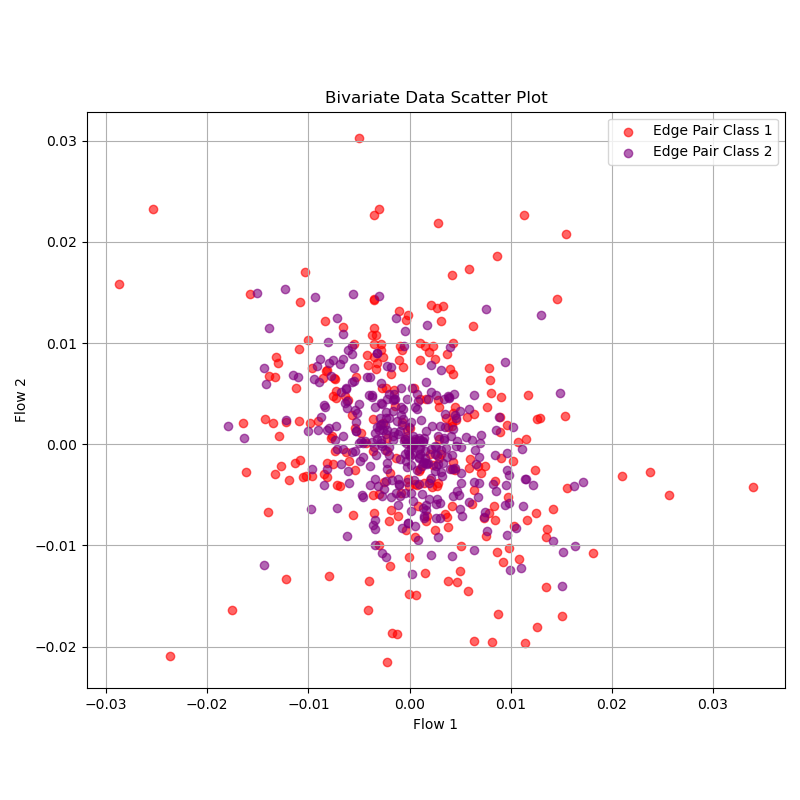 Bivariate Data Scatter Plot
Edge Pair Class 1
Edge Pair Class 2
0.03
0.02
0.01
0.00
−0.01
−0.02
Flow 2
−0.03
−0.02
−0.01
0.00
0.01
0.02
0.03
Flow 1